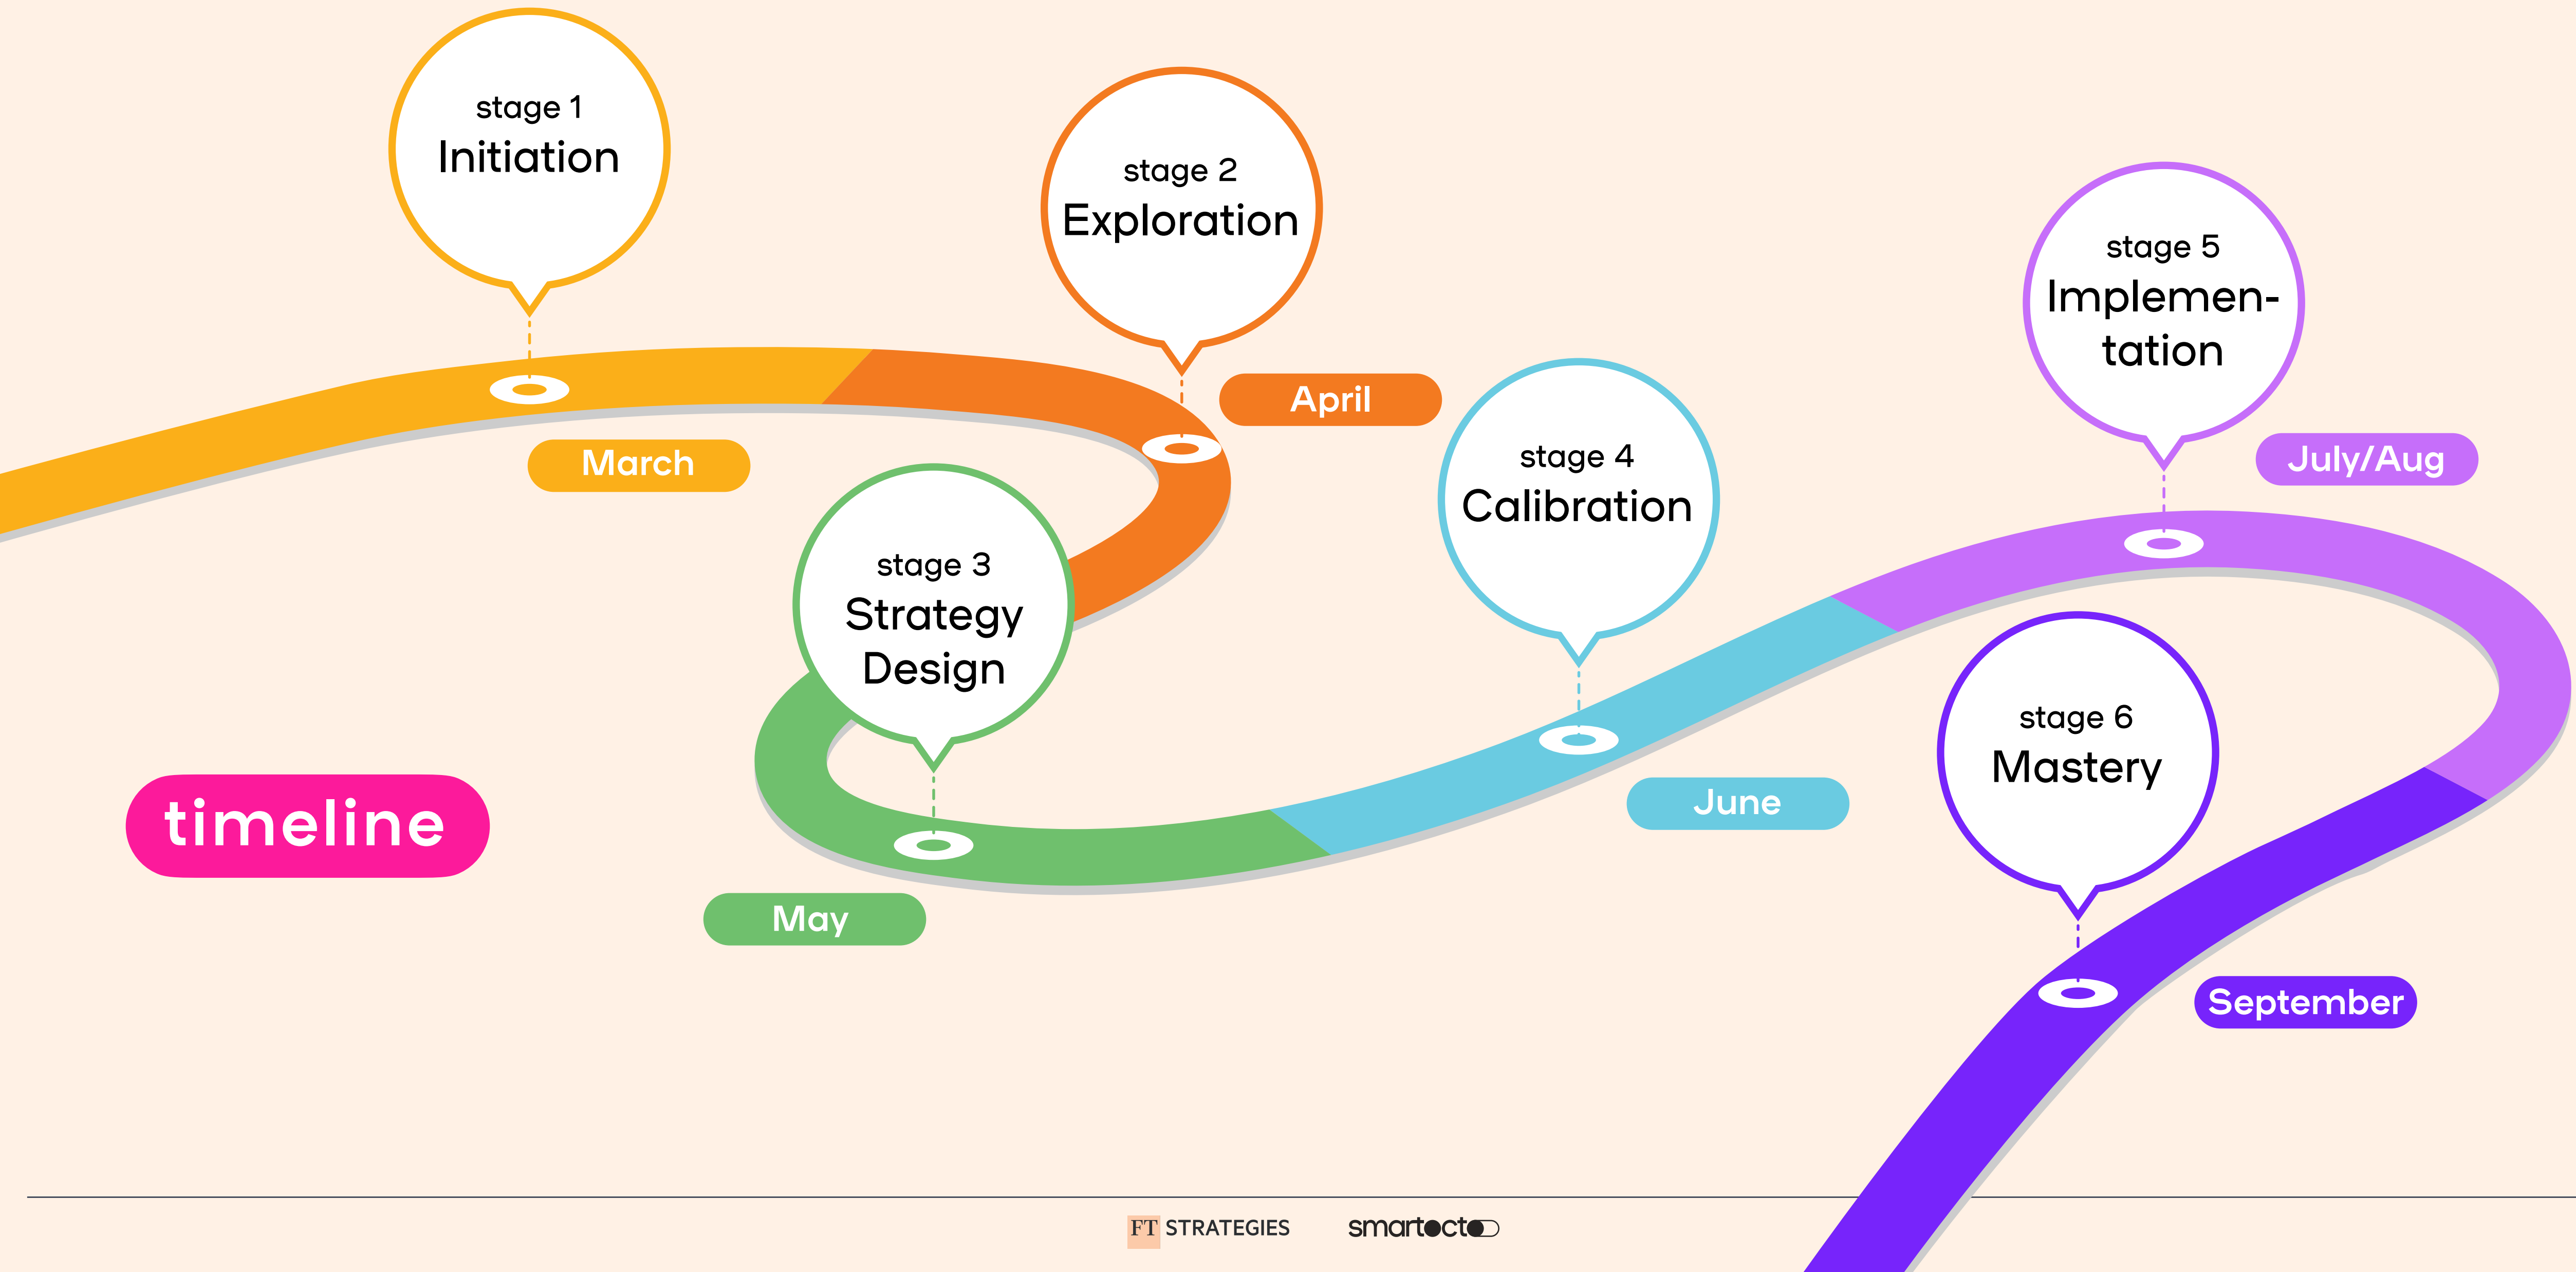 stage 1
Initiation
March
stage 2
Exploration
April
stage 3
Strategy
Design
May
stage 4
Calibration
June
stage 5
Implemen-
tation
July/Aug
stage 6
Mastery
September
timeline
FT STRATEGIES
smartocto